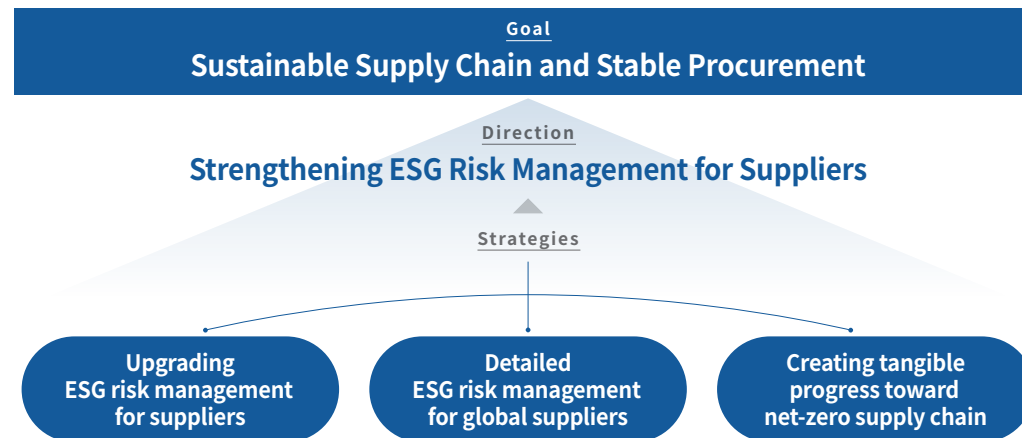 Goal
Sustainable Supply Chain and Stable Procurement
Direction
Strengthening ESG Risk Management for Suppliers
Strategies
Upgrading
ESG risk management
for suppliers
Detailed
ESG risk management
for global suppliers
Creating tangible
progress toward
net-zero supply chain